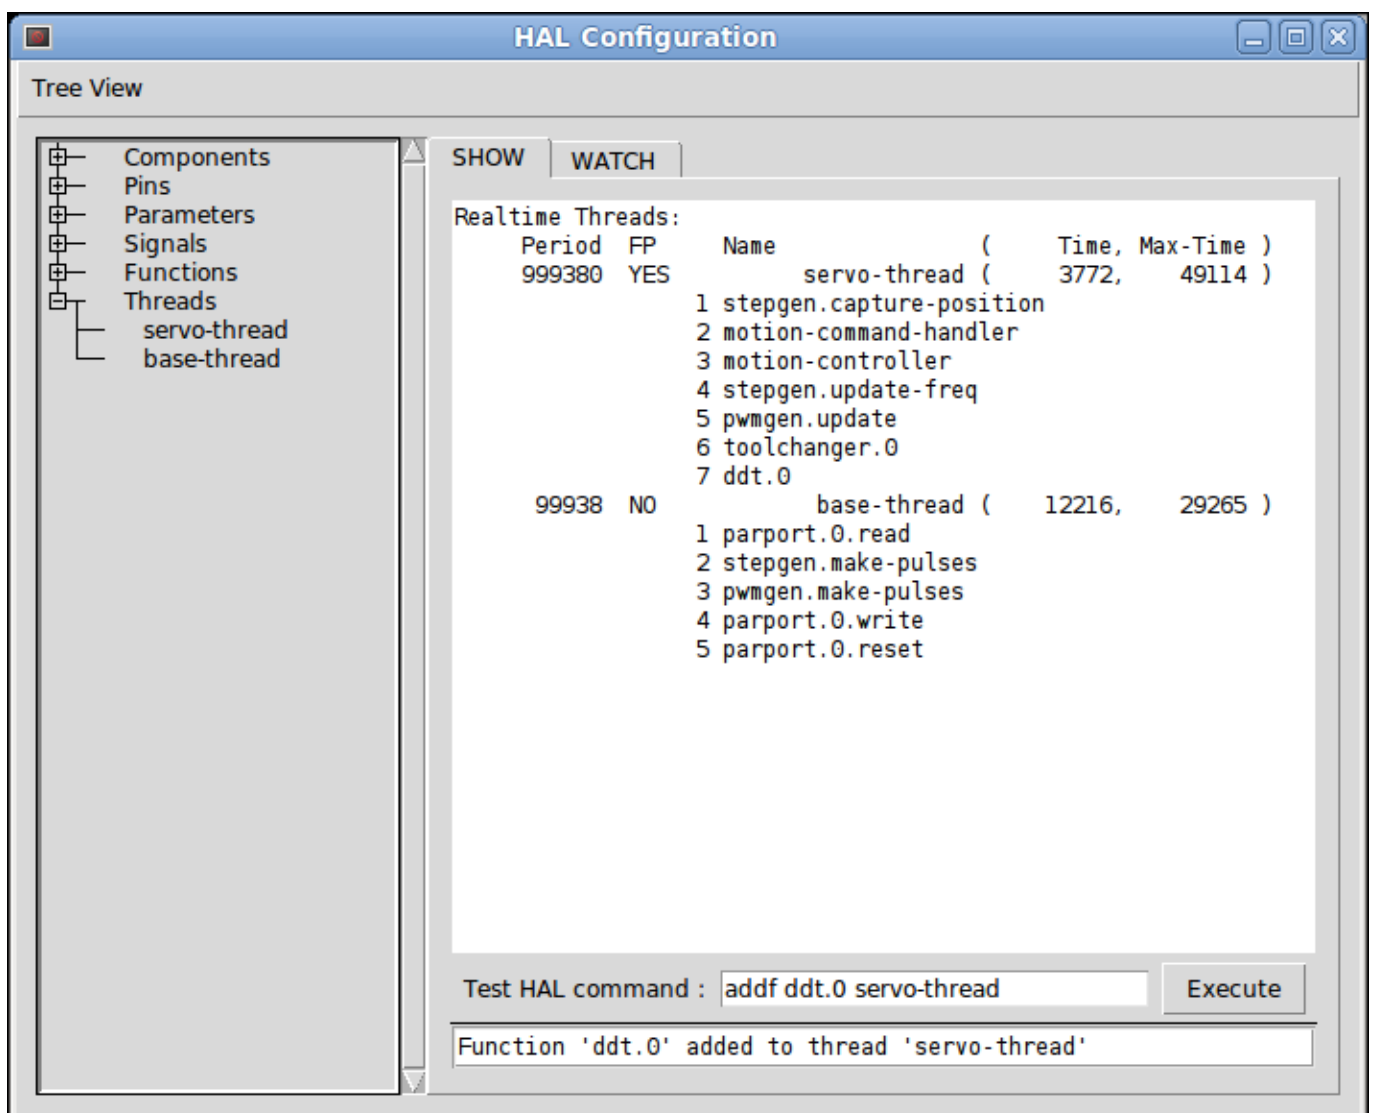 HAL Configuration
Tree View
Components
Pins
Parameters
Signals
Functions
Threads
servo-thread
base-thread
SHOW WATCH
Realtime Threads:
Period FP Name ( Time, Max-Time )
999380 YES servo-thread ( 3772, 49114 )
1 stepgen.capture-position
2 motion-command-handler
3 motion-controller
4 stepgen.update-freq
5 pwmgen.update
6 toolchanger.0
7 ddt.0
99938 NO base-thread ( 12216, 29265 )
1 parport.0.read
2 stepgen.make-pulses
3 pwmgen.make-pulses
4 parport.0.write
5 parport.0.reset
Test HAL command : addf ddt.0 servo-thread Execute
Function 'ddt.0' added to thread 'servo-thread'